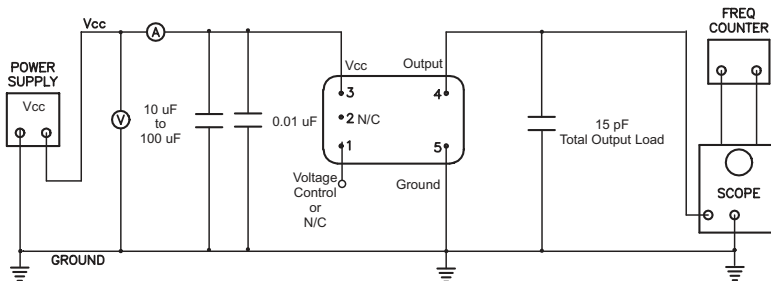 Vcc
A
POWER
SUPPLY
Vcc
V
10 uF
to
100 uF
0.01 uF
Vcc
Output
3
4
2 N/C
1
5
Voltage
Control
or
N/C
Ground
15 pF
Total Output Load
FREQ
COUNTER
SCOPE
GROUND